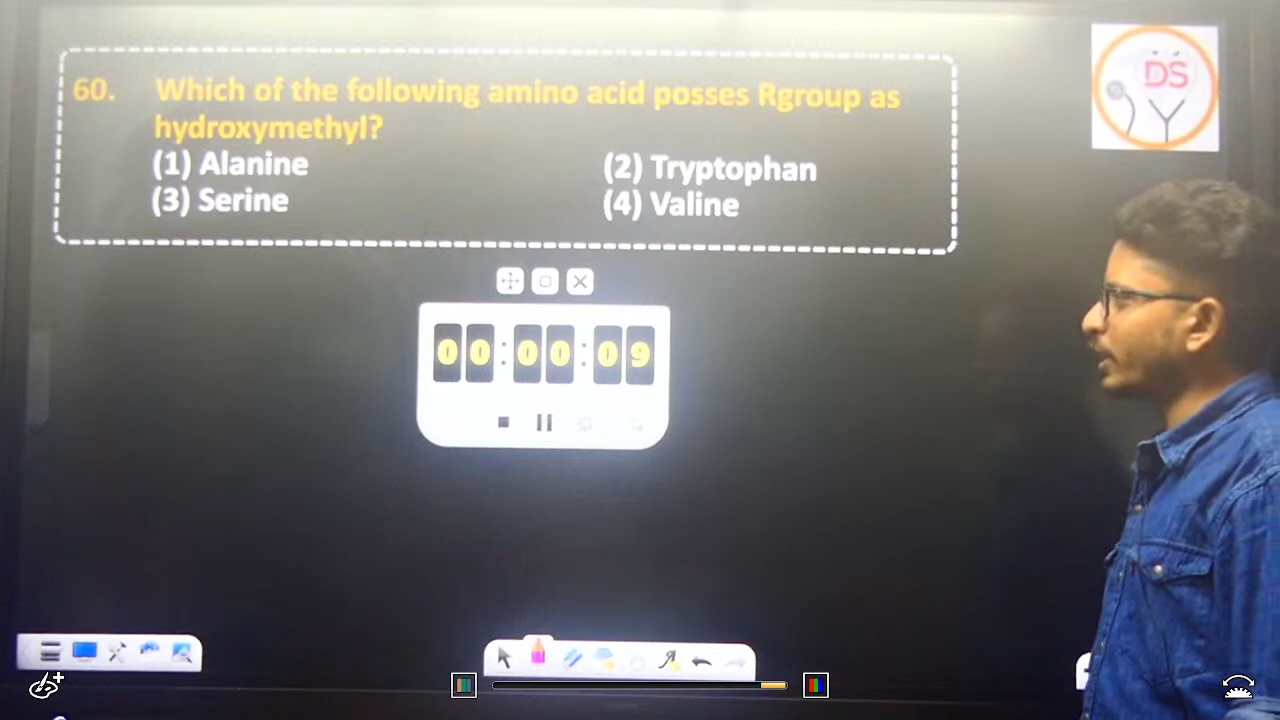 DS
60. Which of the following amino acid posses Rgroup as
hydroxymethyl?
(1) Alanine (2) Tryptophan
(3) Serine (4) Valine
00:00:09